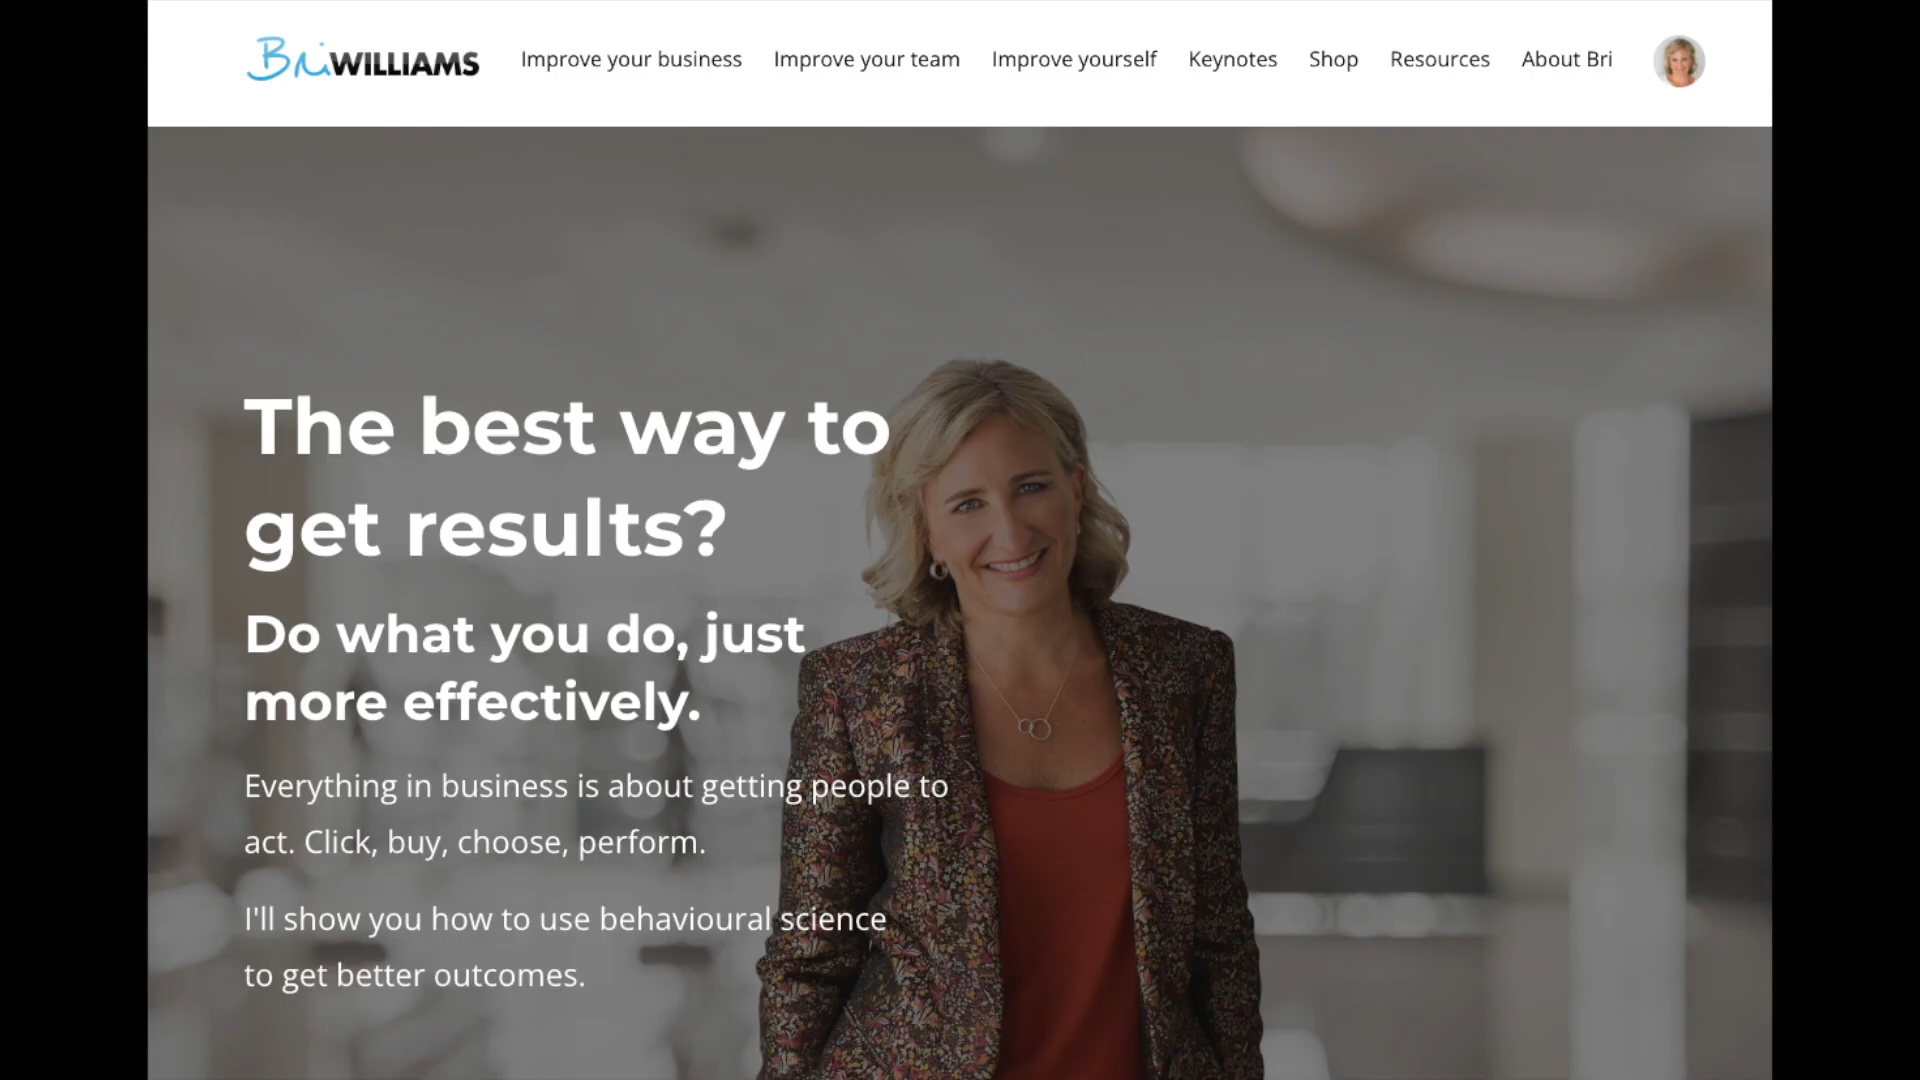 BriWILLIAMS Improve your business Improve your team Improve yourself Keynotes Shop Resources About Bri
The best way to
get results?
Do what you do, just
more effectively.
Everything in business is about getting people to
act. Click, buy, choose, perform.
I'll show you how to use behavioural science
to get better outcomes.